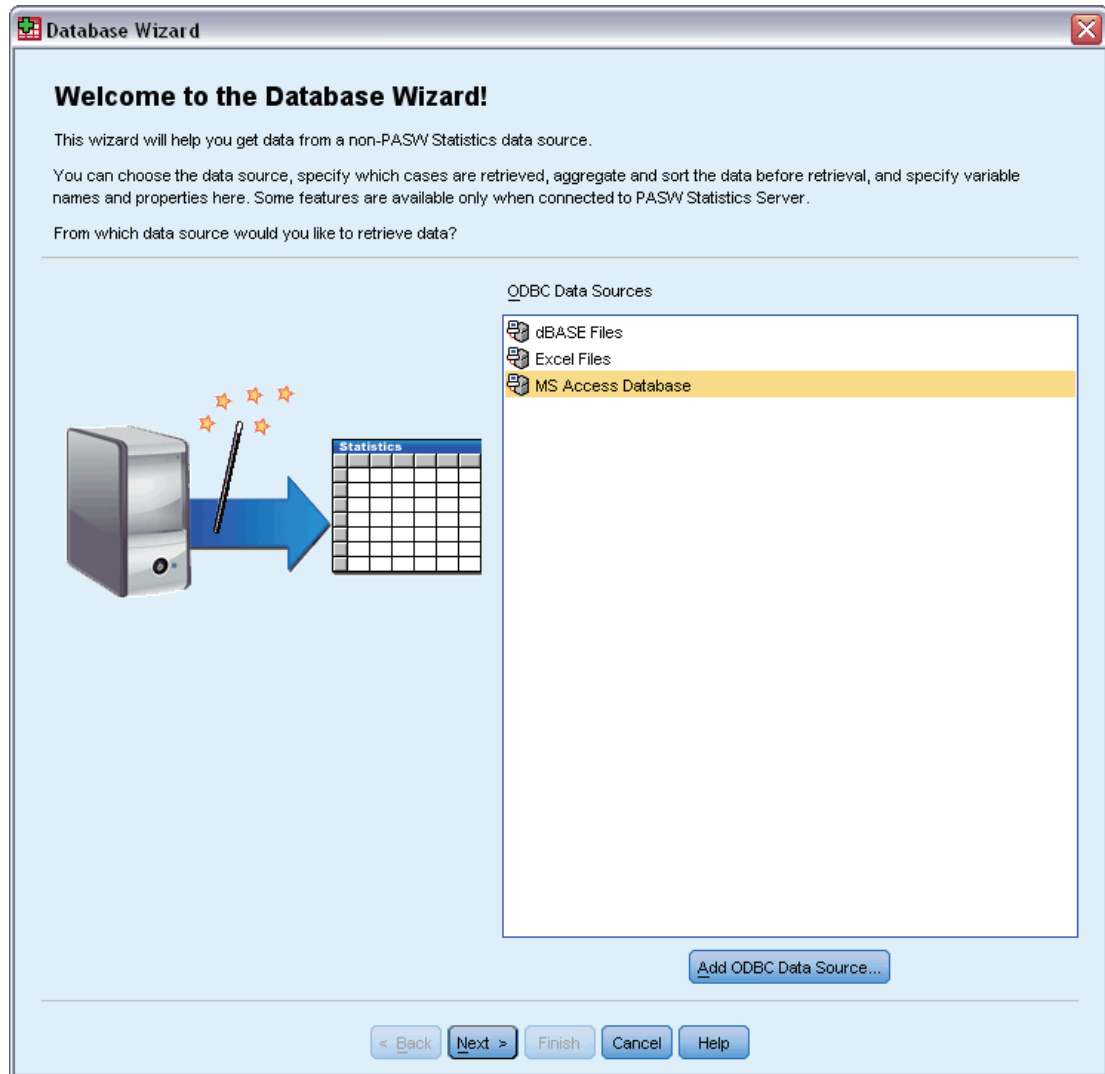 Database Wizard
Welcome to the Database Wizard!
This wizard will help you get data from a non-PASW Statistics data source.
You can choose the data source, specify which cases are retrieved, aggregate and sort the data before retrieval, and specify variable
names and properties here. Some features are available only when connected to PASW Statistics Server.
From which data source would you like to retrieve data?
ODBC Data Sources
dBASE Files
Excel Files
MS Access Database
Statistics
Add ODBC Data Source...
< Back Next > Finish Cancel Help